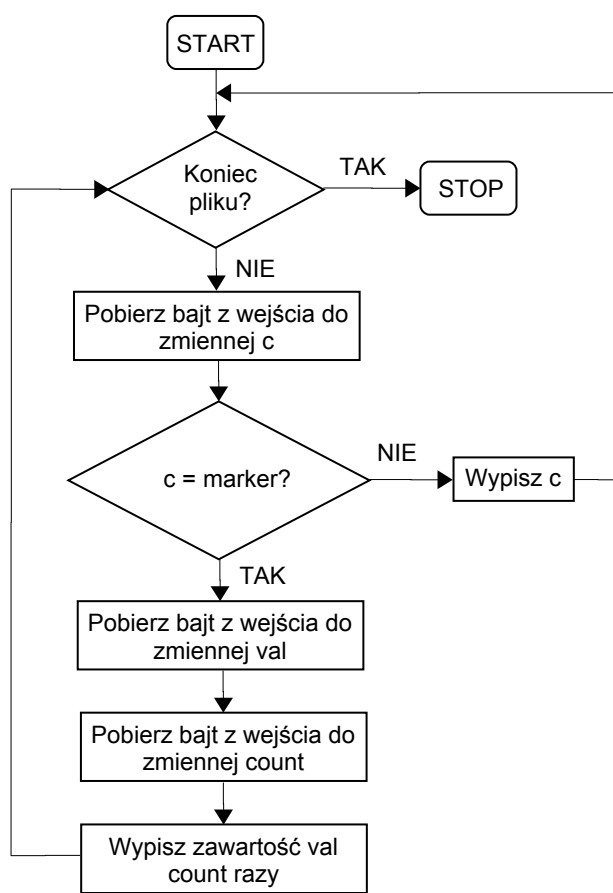 START
Koniec
pliku?
TAK
STOP
NIE
Pobierz bajt z wejścia do
zmiennej c
c = marker?
NIE
Wypisz c
TAK
Pobierz bajt z wejścia do
zmiennej val
Pobierz bajt z wejścia do
zmiennej count
Wypisz zawartość val
count razy